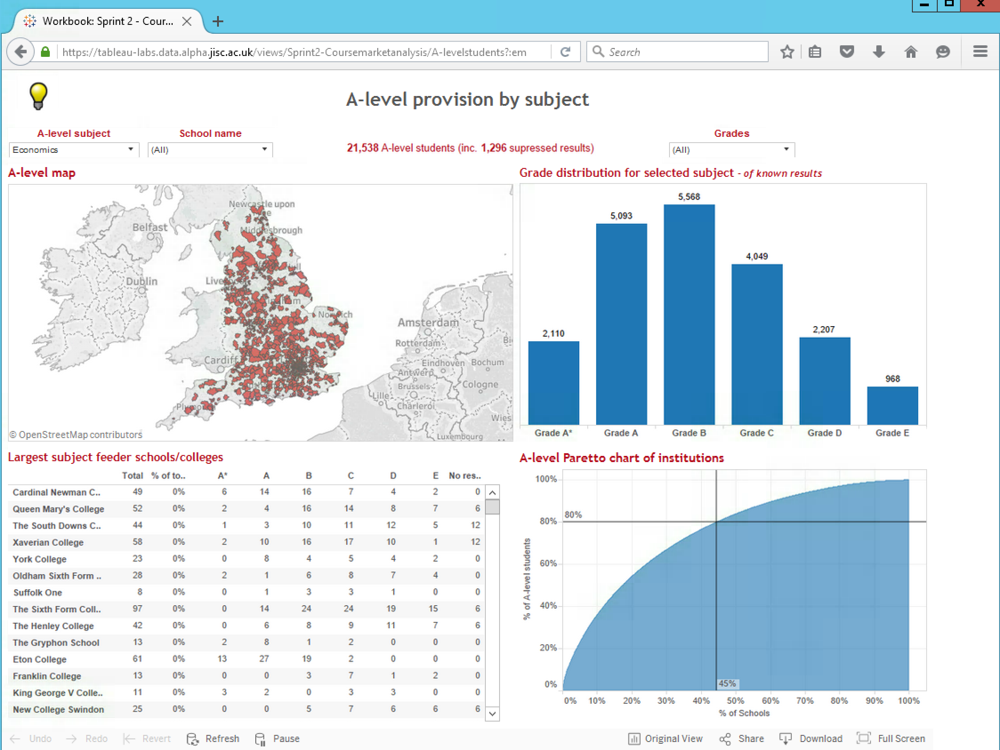 Workbook: Sprint 2 - Cour...
https://tableau-labs.data.alpha.jisc.ac.uk/views/Sprint2-Coursemarketanalysis/A-levelstudents?:em
Search
A-level provision by subject
A-level subject
School name
Grades
Economics
(All)
21,538 A-level students (inc. 1,296 supressed results)
(All)
A-level map
Newcastle upon
Belfast
Middlesbrough
Dublin
Norwich
Amsterdam
Rotterdam
Cardiff
Eindhoven
Bochum
Antwerp
Brussels
Cologne
Lille
Charleroi
Plymouth
Wies
Luxembourg
© OpenStreetMap contributors
Grade distribution for selected subject - of known results
5,568
5,093
4,049
2,110
2,207
968
Grade A* Grade A Grade B Grade C Grade D Grade E
Largest subject feeder schools/colleges
Total % of to.. A* A B C D E No res..
Cardinal Newman C.. 49 0% 6 14 16 7 4 2 0
Queen Mary's College 52 0% 2 4 16 14 8 7 6
The South Downs C.. 44 0% 1 3 10 11 12 5 12
Xaverian College 58 0% 2 10 16 17 10 1 12
York College 23 0% 0 8 4 5 4 2 0
Oldham Sixth Form .. 28 0% 2 1 6 8 7 4 0
Suffolk One 8 0% 0 1 3 3 1 0 0
The Sixth Form Coll.. 97 0% 0 14 24 24 19 15 6
The Henley College 42 0% 0 6 8 9 11 7 6
The Gryphon School 13 0% 2 8 1 2 0 0 0
Eton College 61 0% 13 27 19 2 0 0 0
Franklin College 13 0% 0 0 3 7 1 2 0
King George V Colle.. 11 0% 3 2 0 3 3 0 0
New College Swindon 25 0% 0 0 5 7 6 6 6
A-level Paretto chart of institutions
100%
80%
80%
60%
40%
20%
0%
% of A-level students
45%
0% 10% 20% 30% 40% 50% 60% 70% 80% 90% 100%
% of Schools
Undo Redo Revert Refresh Pause Original View Share Download Full Screen